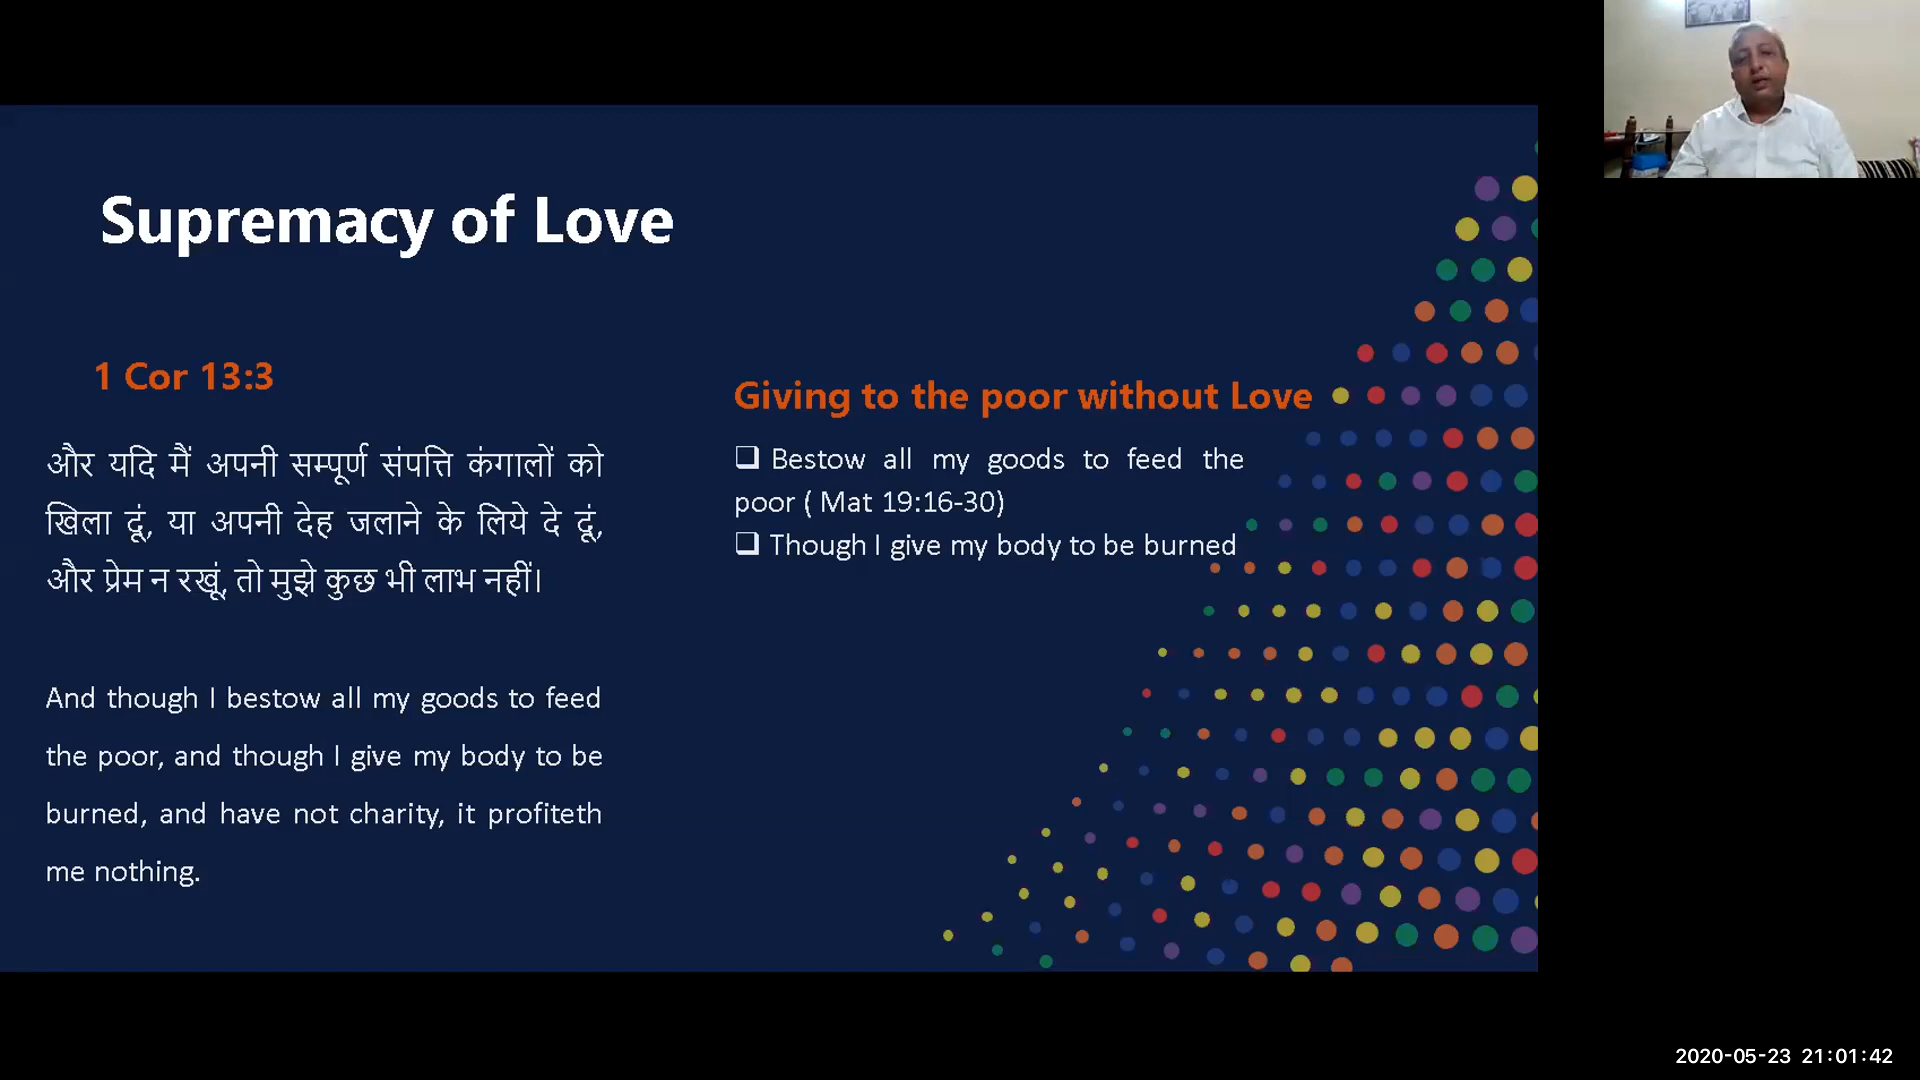 Supremacy of Love
1 Cor 13:3
और यदि मैं अपनी सम्पूर्ण संपत्ति कंगालों को
खिला दूं, या अपनी देह जलाने के लिये दे दूं,
और प्रेम न रखूं, तो मुझे कुछ भी लाभ नहीं।
And though I bestow all my goods to feed
the poor, and though I give my body to be
burned, and have not charity, it profiteth
me nothing.
Giving to the poor without Love
❑ Bestow all my goods to feed the
poor ( Mat 19:16-30)
❑ Though I give my body to be burned
2020-05-23 21:01:42